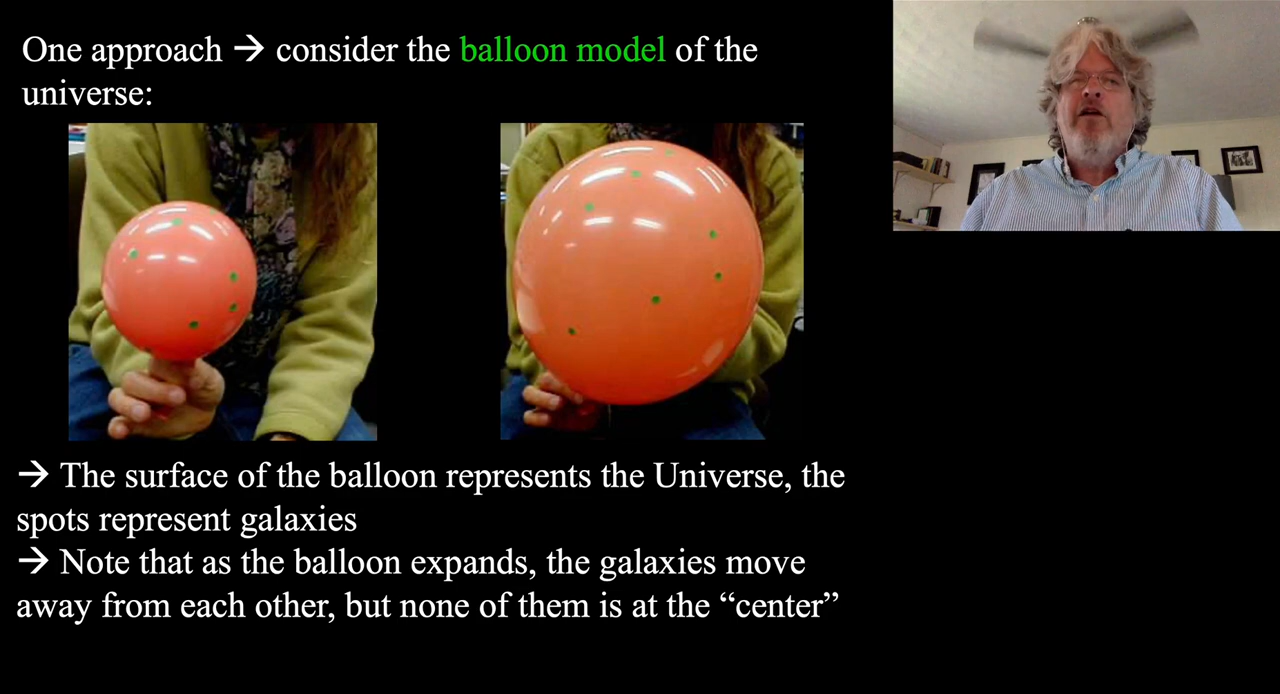 One approach → consider the balloon model of the
universe:
→ The surface of the balloon represents the Universe, the
spots represent galaxies
→ Note that as the balloon expands, the galaxies move
away from each other, but none of them is at the “center”